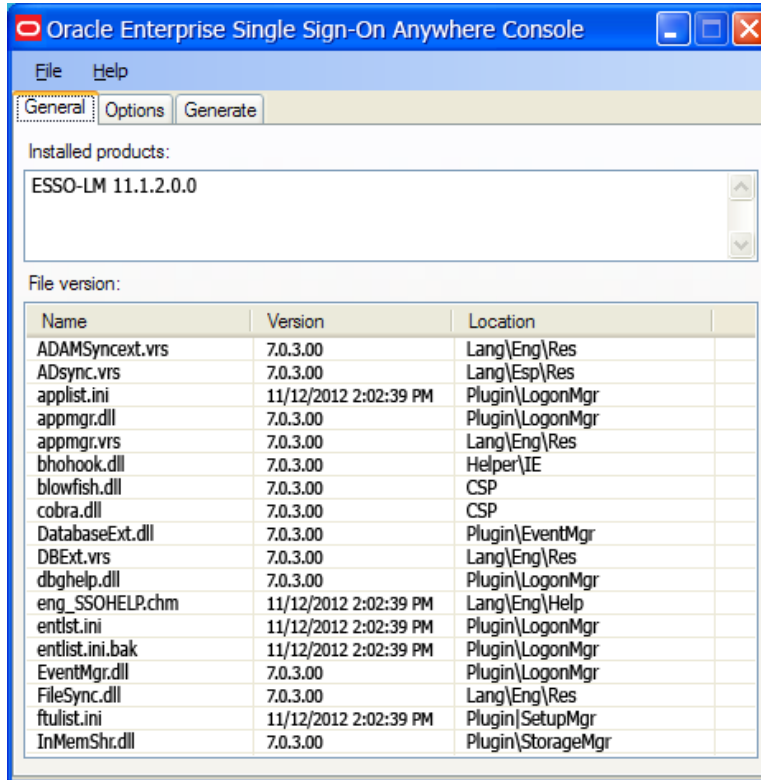 Oracle Enterprise Single Sign-On Anywhere Console
File Help
General Options Generate
Installed products:
ESSO-LM 11.1.2.0.0
File version:
Name Version Location
ADAMSyncext.vrs 7.0.3.00 Lang\Eng\Res
ADsync.vrs 7.0.3.00 Lang\Esp\Res
applist.ini 11/12/2012 2:02:39 PM Plugin\LogonMgr
appmgr.dll 7.0.3.00 Plugin\LogonMgr
appmgr.vrs 7.0.3.00 Lang\Eng\Res
bhohook.dll 7.0.3.00 Helper\IE
blowfish.dll 7.0.3.00 CSP
cobra.dll 7.0.3.00 CSP
DatabaseExt.dll 7.0.3.00 Plugin\EventMgr
DBExt.vrs 7.0.3.00 Lang\Eng\Res
dbghelp.dll 7.0.3.00 Plugin\LogonMgr
eng_SSOHELP.chm 11/12/2012 2:02:39 PM Lang\Eng\Help
entlst.ini 11/12/2012 2:02:39 PM Plugin\LogonMgr
entlist.ini.bak 11/12/2012 2:02:39 PM Plugin\LogonMgr
EventMgr.dll 7.0.3.00 Plugin\LogonMgr
FileSync.dll 7.0.3.00 Lang\Eng\Res
ftulist.ini 11/12/2012 2:02:39 PM Plugin|SetupMgr
InMemShr.dll 7.0.3.00 Plugin\StorageMgr